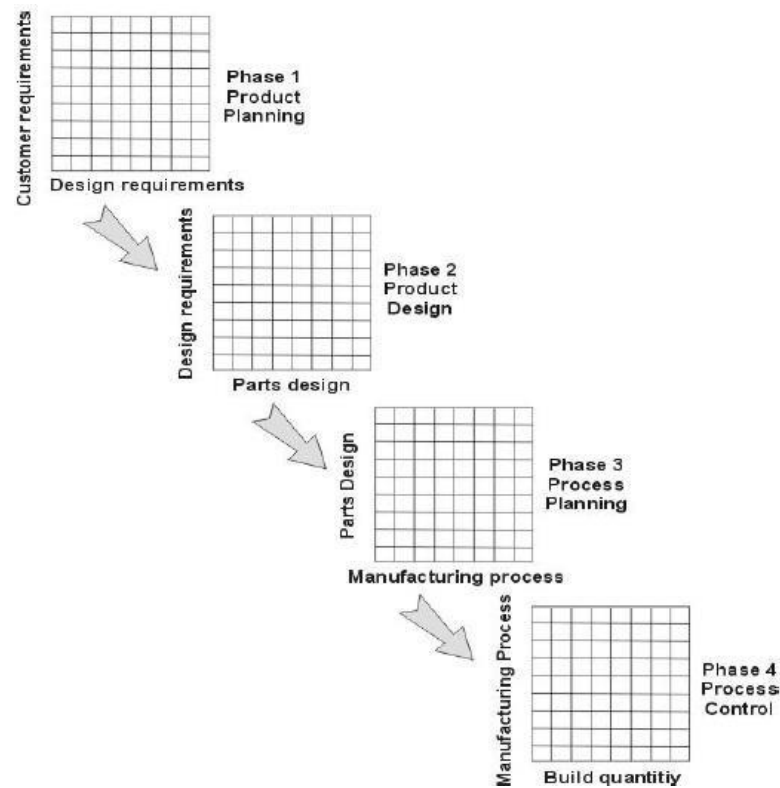 Customer requirements
Phase 1
Product
Planning
Design requirements
Design requirements
Phase 2
Product
Design
Parts design
Parts Design
Phase 3
Process
Planning
Manufacturing process
Manufacturing Process
Phase 4
Process
Control
Build quantitiy